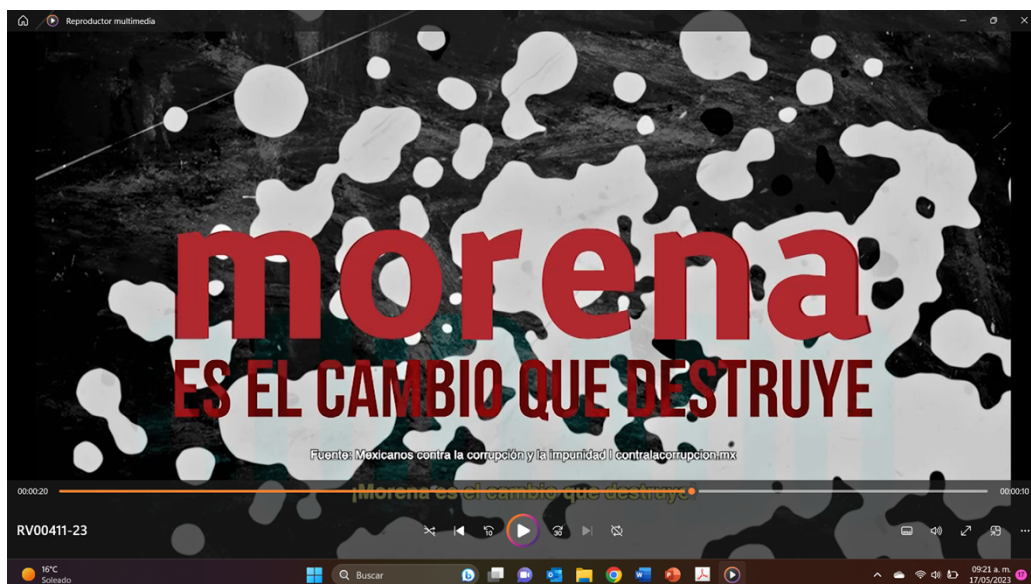 Reproductor multimedia
morena
ES EL CAMBIO QUE DESTRUYE
Fuente: Mexicanos contra la corrupción y la impunidad | contralacorrupcion.mx
¡Morena es el cambio que destruye!
00:00:20
00:00:10
RV00411-23
10
30
16°C
Soleado
Buscar
09:21 a. m.
17/05/2023